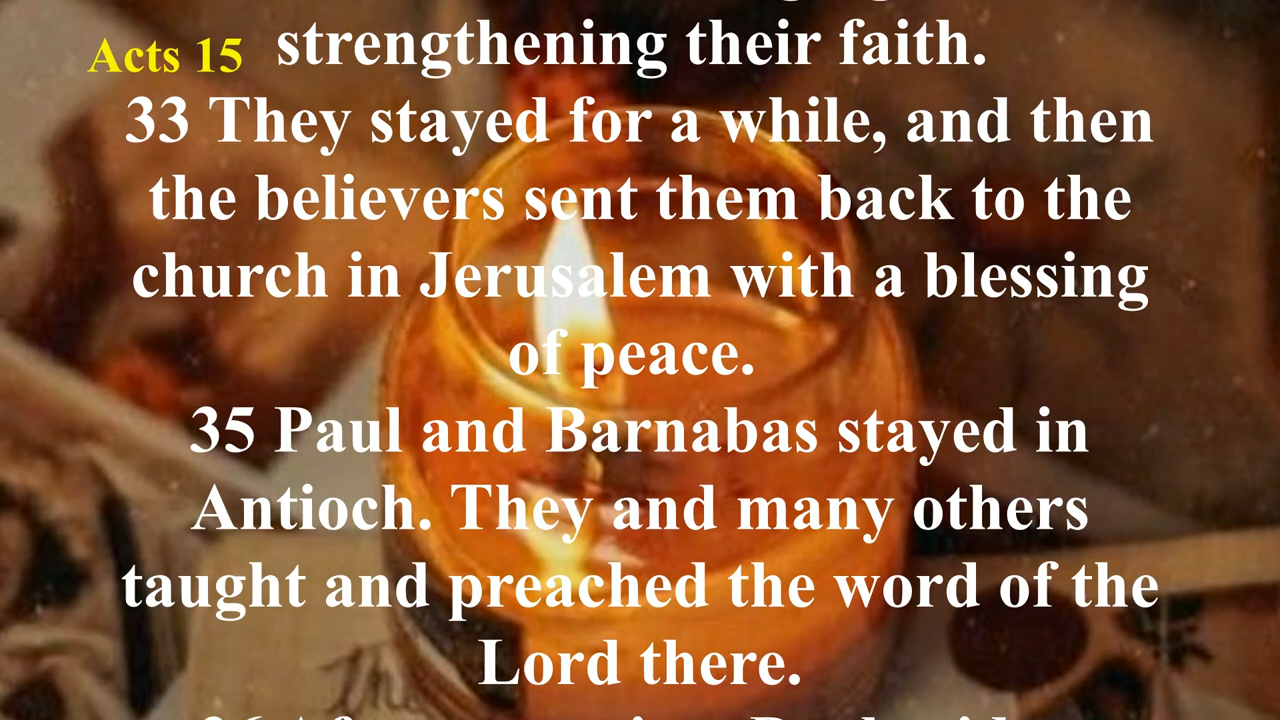 Acts 15
strengthening their faith.
33 They stayed for a while, and then
the believers sent them back to the
church in Jerusalem with a blessing
of peace.
35 Paul and Barnabas stayed in
Antioch. They and many others
taught and preached the word of the
Lord there.